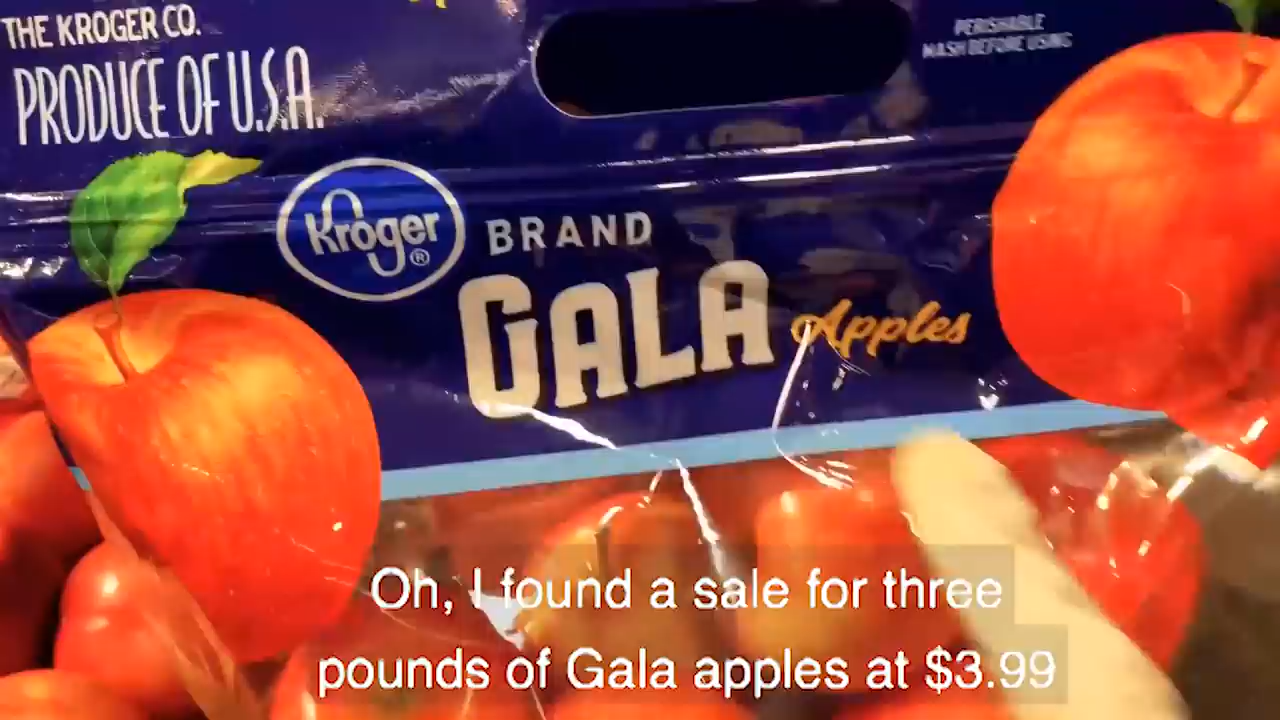 THE KROGER CO.
PRODUCE OF U.S.A.
PERISHABLE
WASH BEFORE USING
Kroger®
BRAND
GALA
Apples
Oh, I found a sale for three
pounds of Gala apples at $3.99